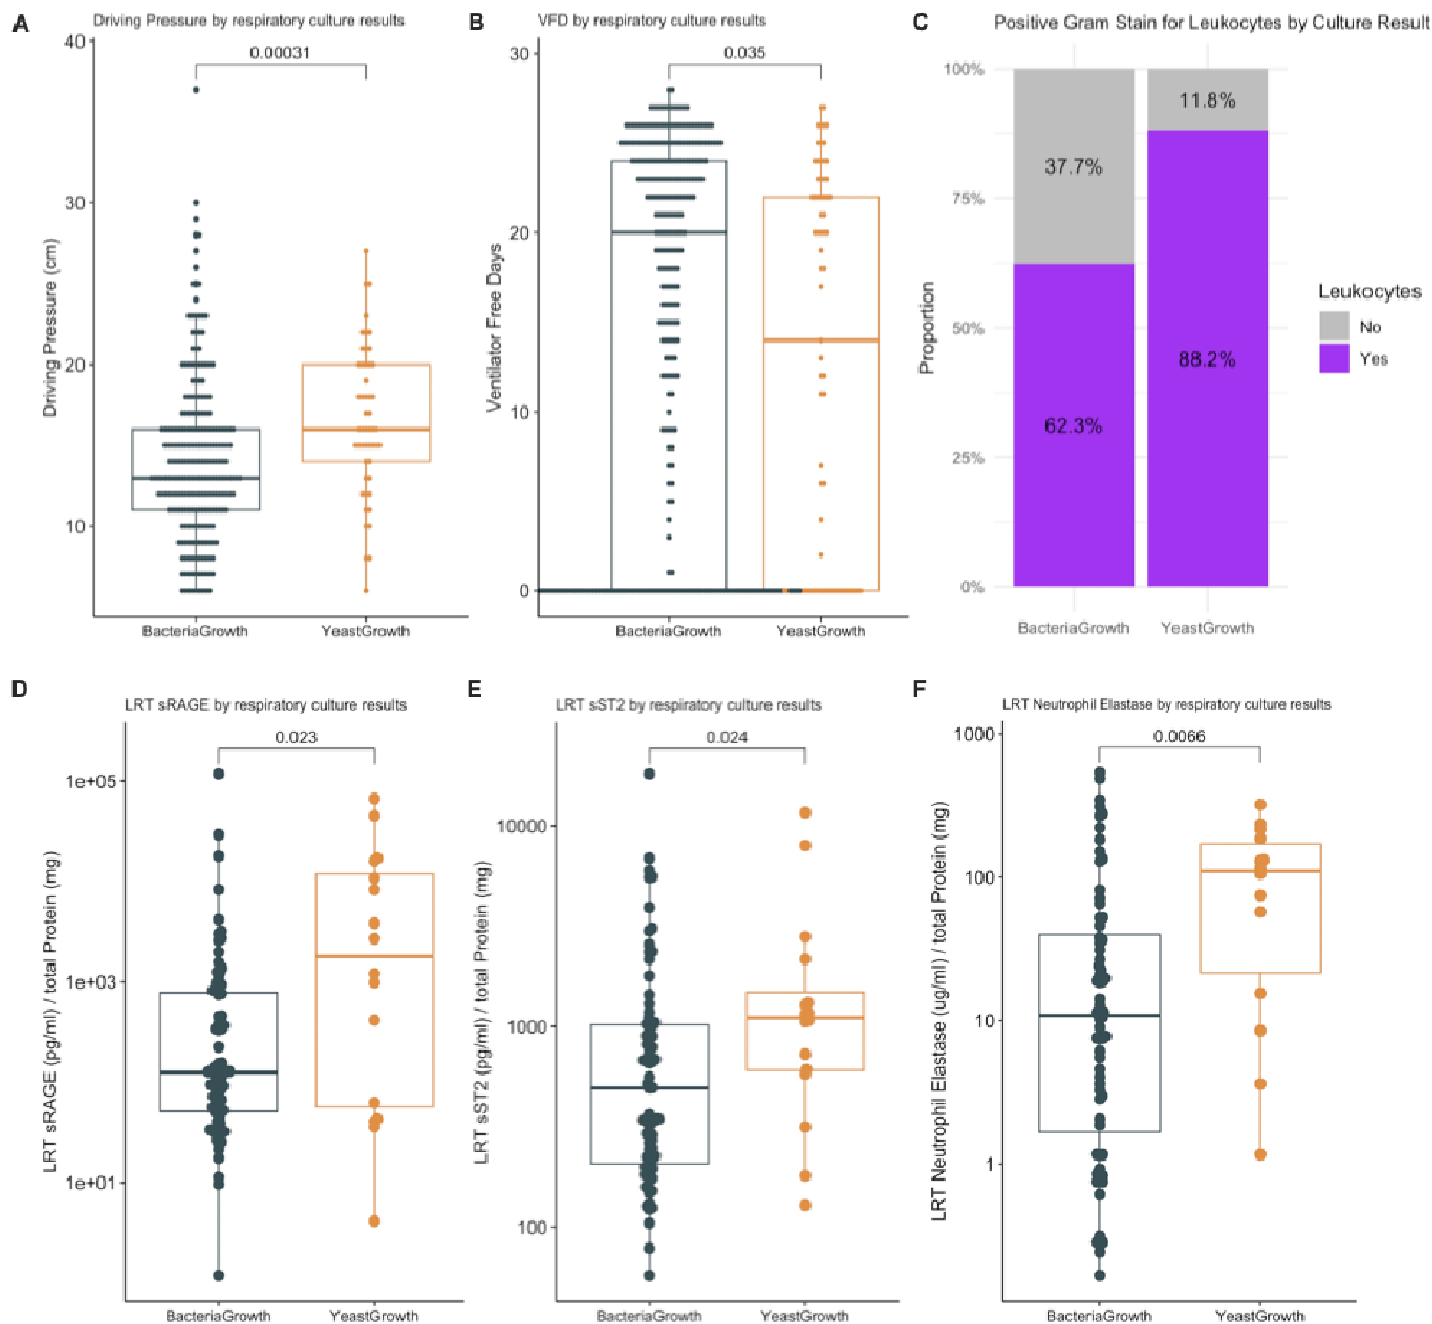 A
Driving Pressure by respiratory culture results
0.00031
40
30
20
10
Driving Pressure (cm)
BacteriaGrowth
YeastGrowth
B
VFD by respiratory culture results
0.035
30
20
10
0
Ventilator Free Days
BacteriaGrowth
YeastGrowth
C
Positive Gram Stain for Leukocytes by Culture Result
100%
75%
50%
25%
0%
Proportion
11.8%
37.7%
88.2%
62.3%
BacteriaGrowth
YeastGrowth
Leukocytes
No
Yes
D
LRT sRAGE by respiratory culture results
0.023
1e+05
1e+03
1e+01
LRT sRAGE (pg/ml) / total Protein (mg)
BacteriaGrowth
YeastGrowth
E
LRT sST2 by respiratory culture results
0.024
10000
1000
100
LRT sST2 (pg/ml) / total Protein (mg)
BacteriaGrowth
YeastGrowth
F
LRT Neutrophil Elastase by respiratory culture results
0.0066
1000
100
10
1
LRT Neutrophil Elastase (ug/ml) / total Protein (mg)
BacteriaGrowth
YeastGrowth